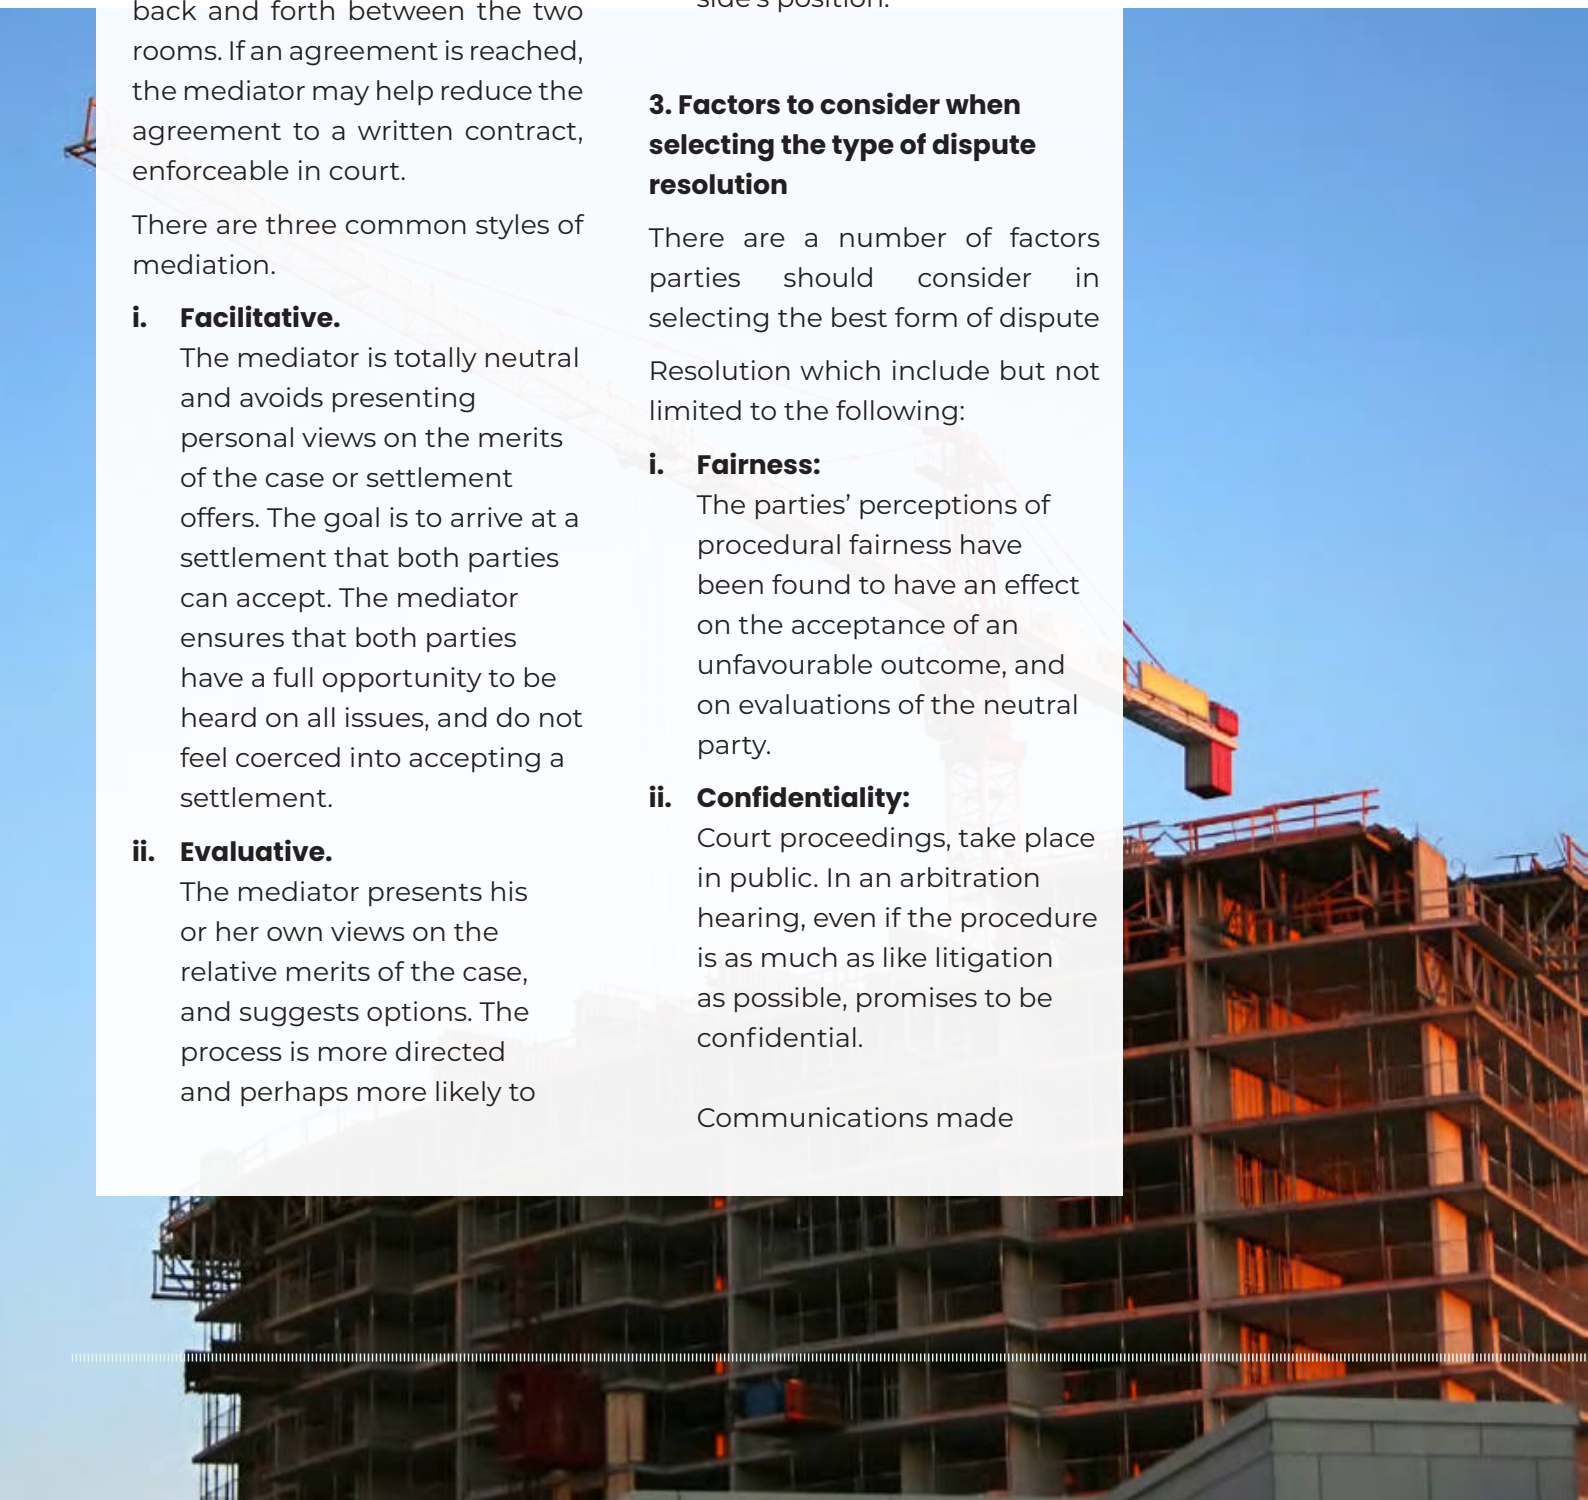 back and forth between the two
rooms. If an agreement is reached,
the mediator may help reduce the
agreement to a written contract,
enforceable in court.
There are three common styles of
mediation.
i. Facilitative.
The mediator is totally neutral
and avoids presenting
personal views on the merits
of the case or settlement
offers. The goal is to arrive at a
settlement that both parties
can accept. The mediator
ensures that both parties
have a full opportunity to be
heard on all issues, and do not
feel coerced into accepting a
settlement.
ii. Evaluative.
The mediator presents his
or her own views on the
relative merits of the case,
and suggests options. The
process is more directed
and perhaps more likely to
side's position.
3. Factors to consider when
selecting the type of dispute
resolution
There are a number of factors
parties should consider in
selecting the best form of dispute
Resolution which include but not
limited to the following:
i. Fairness:
The parties’ perceptions of
procedural fairness have
been found to have an effect
on the acceptance of an
unfavourable outcome, and
on evaluations of the neutral
party.
ii. Confidentiality:
Court proceedings, take place
in public. In an arbitration
hearing, even if the procedure
is as much as like litigation
as possible, promises to be
confidential.
Communications made